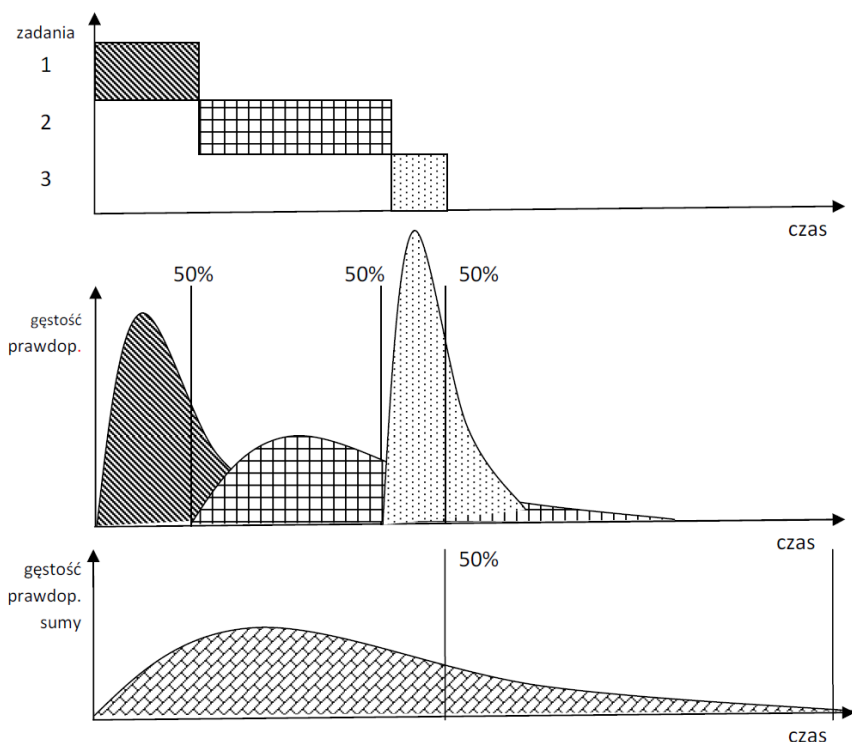 zadania
1
2
3
czas
50%
50%
50%
gęstość
prawdop.
czas
50%
gęstość
prawdop.
sumy
czas